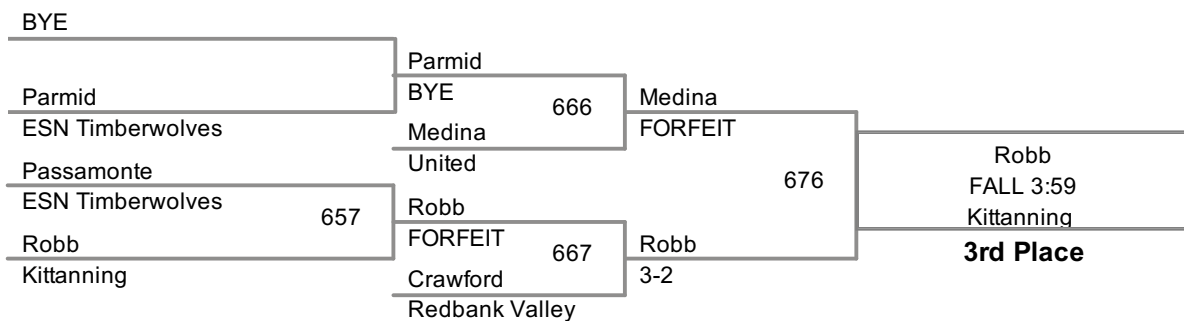 BYE
Parmid
ESN Timberwolves
Passamonte
ESN Timberwolves
657
Robb
Kittanning
Parmid
BYE
666
Medina
United
Robb
FORFEIT
667
Crawford
Redbank Valley
Medina
FORFEIT
676
Robb
3-2
Robb
FALL 3:59
Kittanning
3rd Place